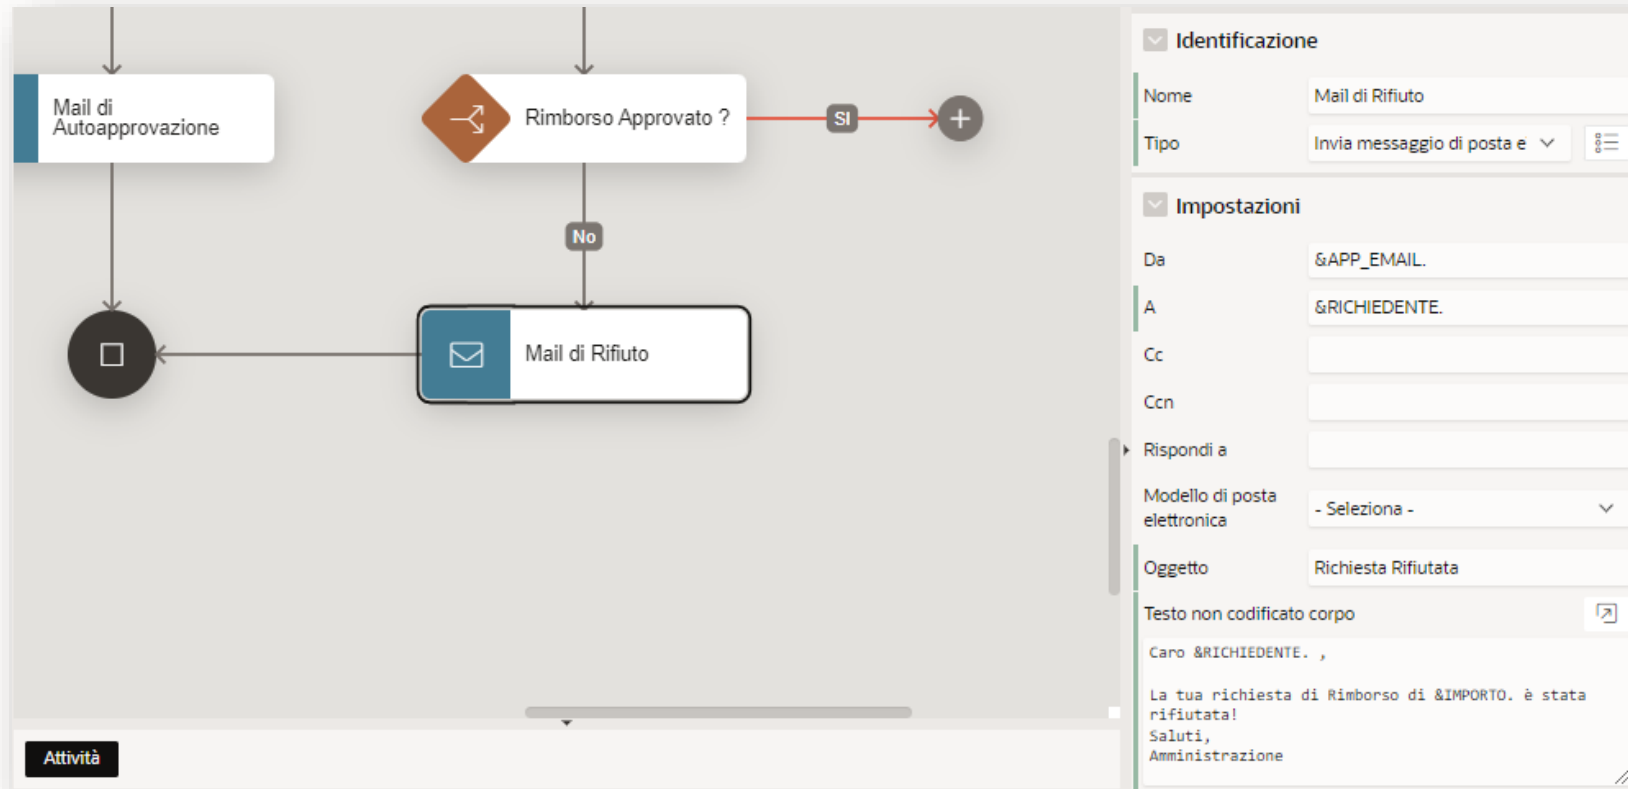 Mail di
Autoapprovazione
Rimborso Approvato ?
SI
No
Mail di Rifiuto
Attività
Identificazione
Nome
Mail di Rifiuto
Tipo
Invia messaggio di posta e
Impostazioni
Da
&APP_EMAIL.
A
&RICHIEDENTE.
Cc
Ccn
Rispondi a
Modello di posta
elettronica
- Seleziona -
Oggetto
Richiesta Rifiutata
Testo non codificato corpo
Caro &RICHIEDENTE. ,
La tua richiesta di Rimborso di &IMPORTO. è stata
rifiutata!
Saluti,
Amministrazione